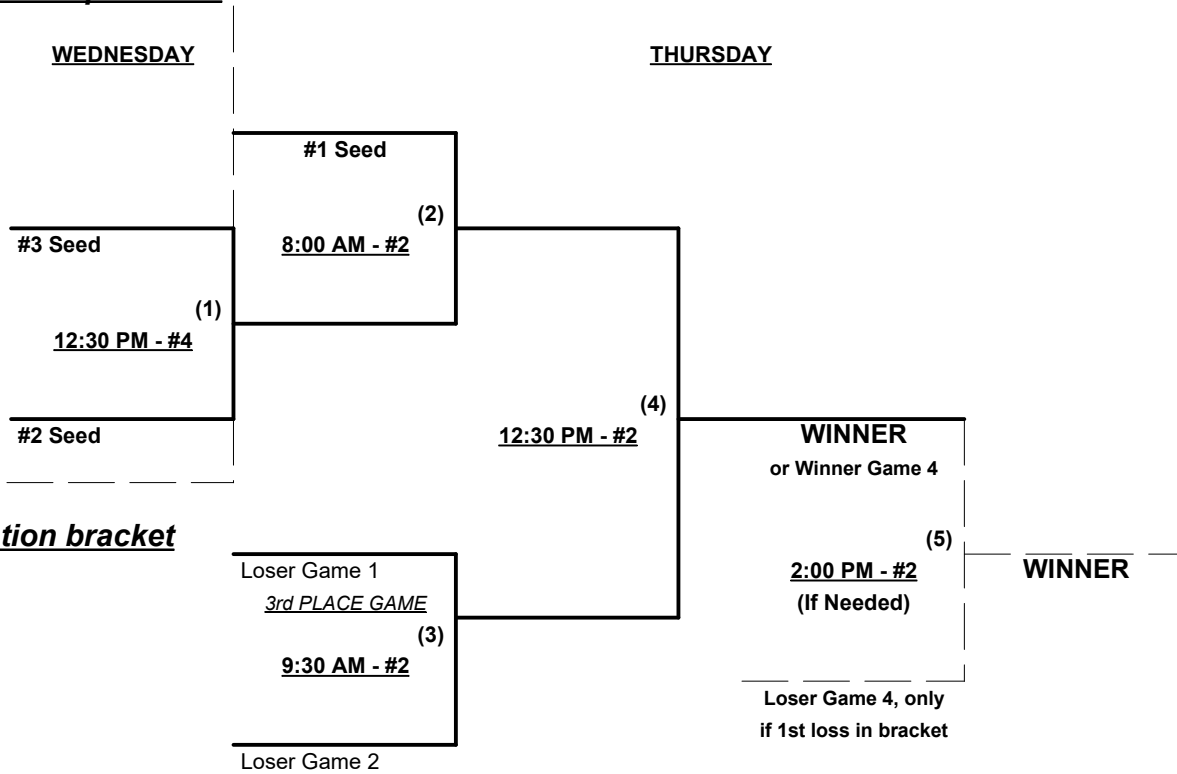 WEDNESDAY
THURSDAY
#1 Seed
(2)
#3 Seed
8:00 AM - #2
(1)
12:30 PM - #4
(4)
#2 Seed
12:30 PM - #2
WINNER
or Winner Game 4
bracket
(5)
Loser Game 1
2:00 PM - #2
WINNER
3rd PLACE GAME
(If Needed)
(3)
9:30 AM - #2
Loser Game 4, only
if 1st loss in bracket
Loser Game 2